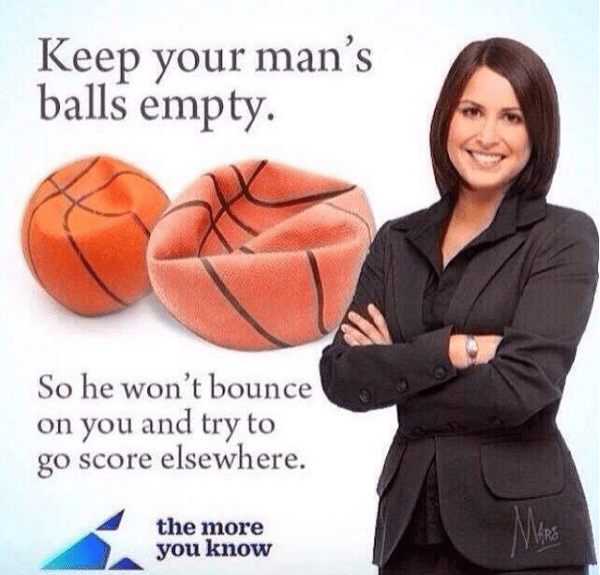 Keep your man's
balls empty.
So he won't bounce
on you and try to
go score elsewhere.
the more
you know
MARS